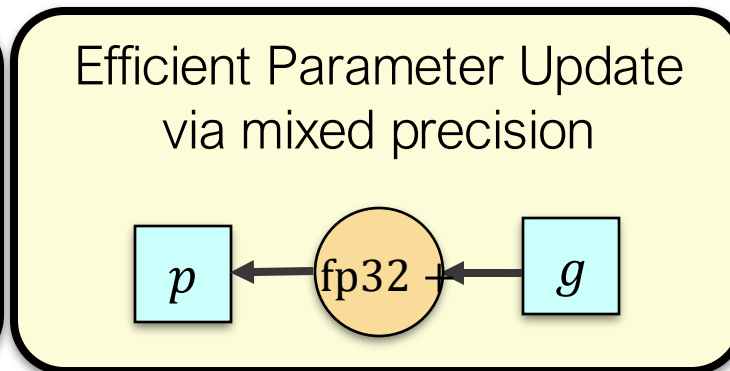 Efficient Parameter Update
via mixed precision
p
fp32 +
g